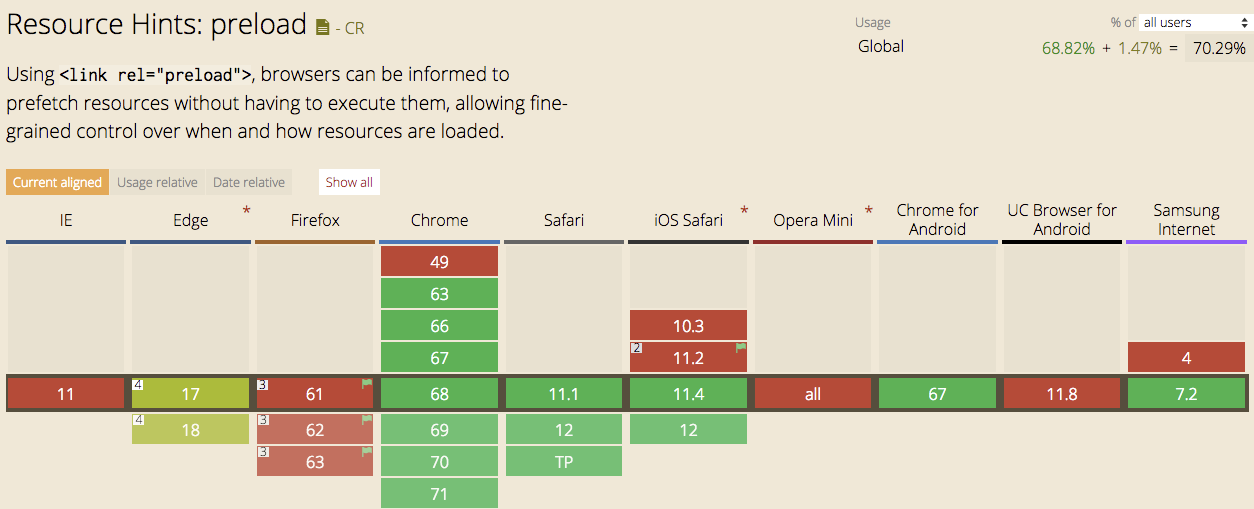 Resource Hints: preload - CR
Usage % of all users
Global 68.82% + 1.47% = 70.29%
Using <link rel="preload">, browsers can be informed to
prefetch resources without having to execute them, allowing fine-
grained control over when and how resources are loaded.
Current aligned Usage relative Date relative Show all
IE Edge * Firefox Chrome Safari iOS Safari * Opera Mini * Chrome for Android UC Browser for Android Samsung Internet
49
63
66 10.3
67 2 11.2 4
11 4 17 3 61 68 11.1 11.4 all 67 11.8 7.2
4 18 3 62 69 12 12
3 63 70 TP
71